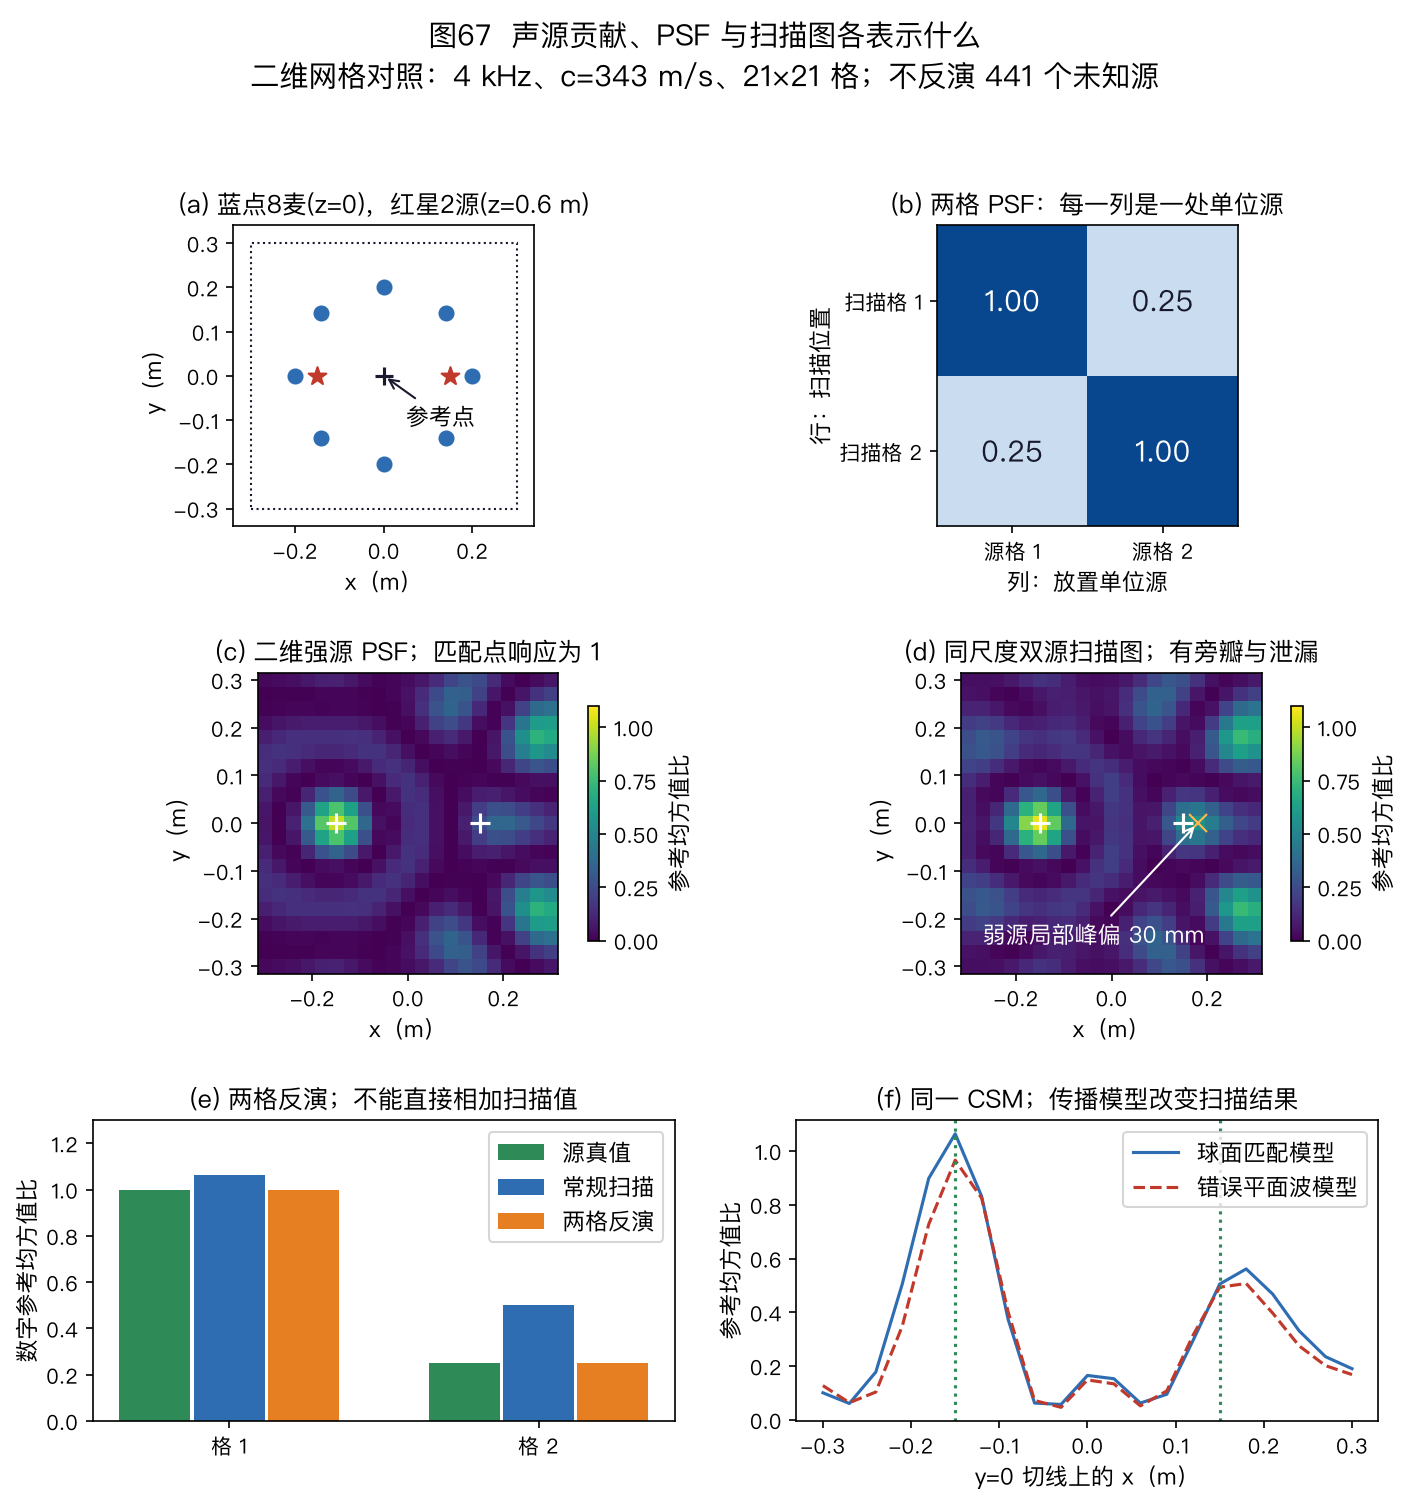 图67  声源贡献、PSF 与扫描图各表示什么
二维网格对照：4 kHz、c=343 m/s、21×21 格；不反演 441 个未知源
(a) 蓝点8麦(z=0)，红星2源(z=0.6 m)
y（m）
0.3
0.2
0.1
0.0
−0.1
−0.2
−0.3
参考点
−0.2
0.0
0.2
x（m）
(b) 两格 PSF：每一列是一处单位源
行：扫描位置
扫描格 1
扫描格 2
1.00
0.25
0.25
1.00
源格 1
源格 2
列：放置单位源
(c) 二维强源 PSF；匹配点响应为 1
y（m）
0.3
0.2
0.1
0.0
−0.1
−0.2
−0.3
−0.2
0.0
0.2
x（m）
1.00
0.75
0.50
0.25
0.00
参考均方值比
(d) 同尺度双源扫描图；有旁瓣与泄漏
y（m）
0.3
0.2
0.1
0.0
−0.1
−0.2
−0.3
弱源局部峰偏 30 mm
−0.2
0.0
0.2
x（m）
1.00
0.75
0.50
0.25
0.00
参考均方值比
(e) 两格反演；不能直接相加扫描值
数字参考均方值比
1.2
1.0
0.8
0.6
0.4
0.2
0.0
源真值
常规扫描
两格反演
格 1
格 2
(f) 同一 CSM；传播模型改变扫描结果
参考均方值比
1.0
0.8
0.6
0.4
0.2
0.0
球面匹配模型
错误平面波模型
−0.3
−0.2
−0.1
0.0
0.1
0.2
0.3
y=0 切线上的 x（m）